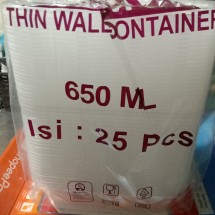 THIN WALL CONTAINER
650 ML
Isi : 25 pcs